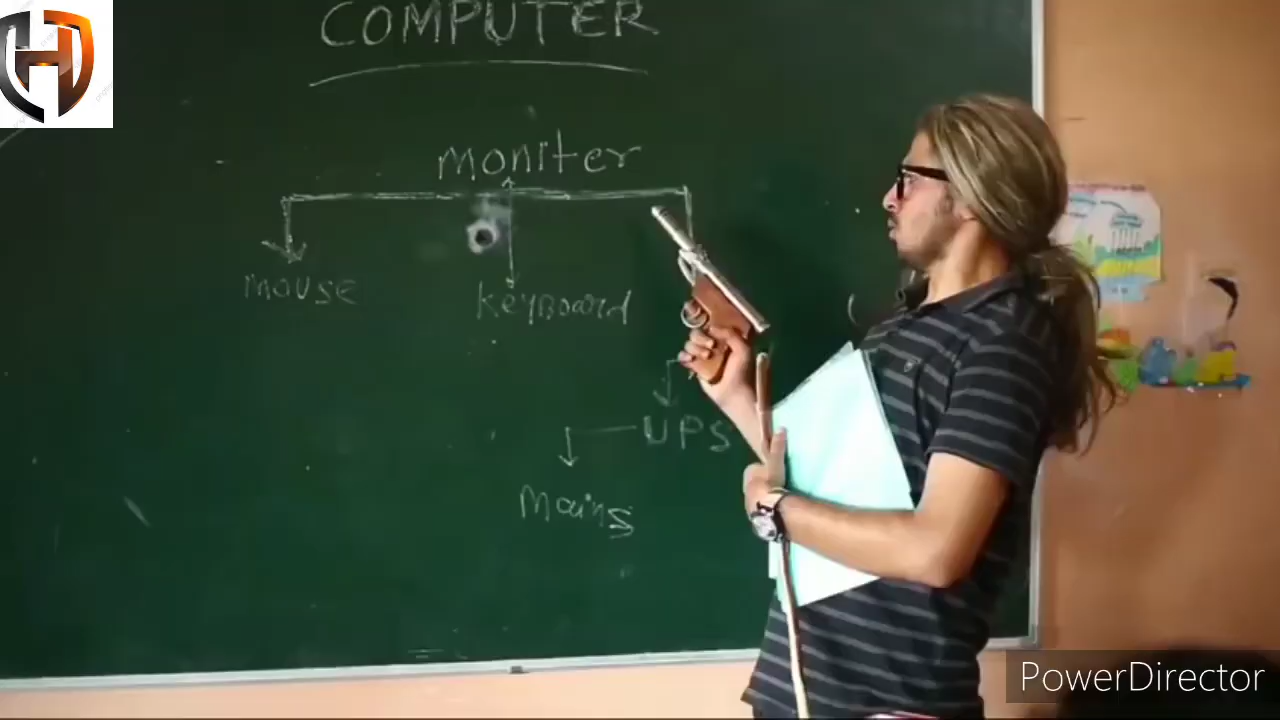 COMPUTER
moniter
mouse
keyBoard
UPS
mains
PowerDirector